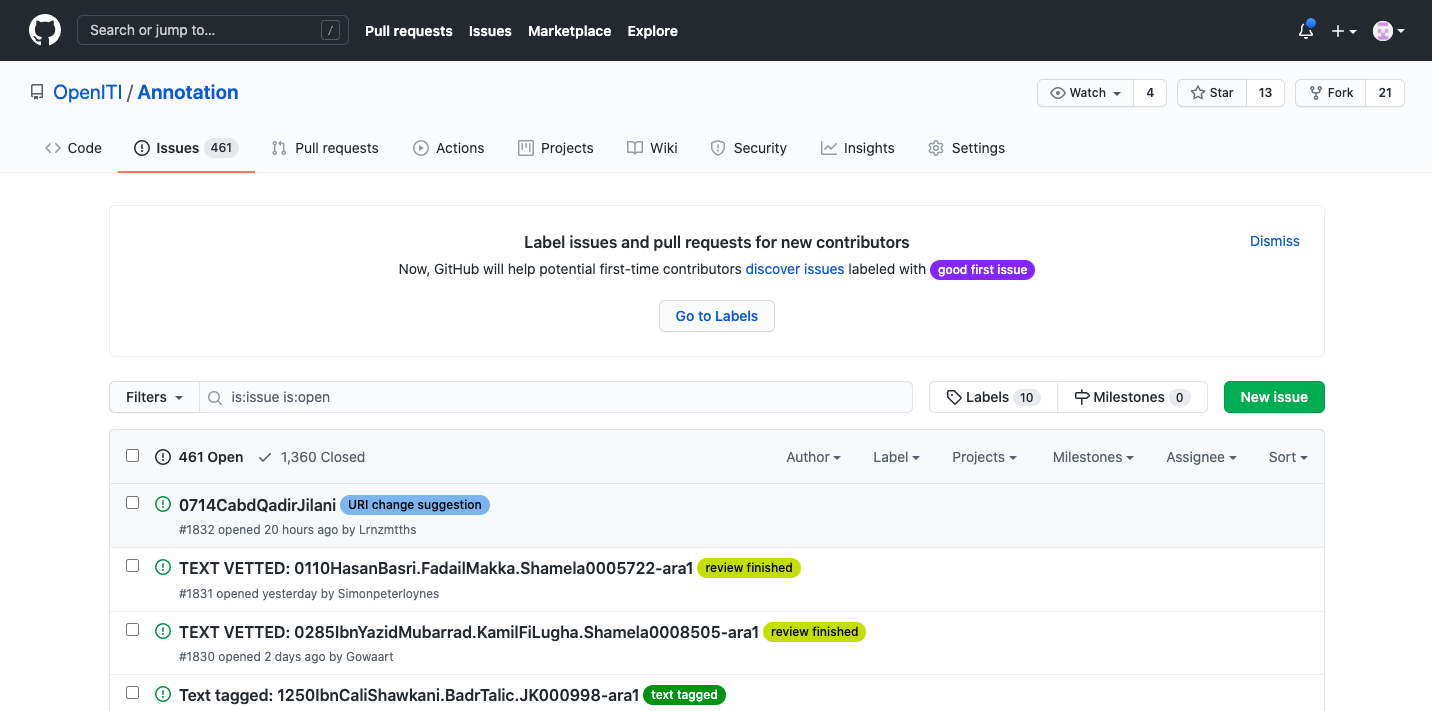 Search or jump to... / Pull requests Issues Marketplace Explore
OpenITI / Annotation Watch 4 Star 13 Fork 21
Code Issues 461 Pull requests Actions Projects Wiki Security Insights Settings
Label issues and pull requests for new contributors Dismiss
Now, GitHub will help potential first-time contributors discover issues labeled with good first issue
Go to Labels
Filters is:issue is:open Labels 10 Milestones 0 New issue
461 Open 1,360 Closed Author Label Projects Milestones Assignee Sort
0714CabdQadirJilani URI change suggestion
#1832 opened 20 hours ago by Lrnzmtths
TEXT VETTED: 0110HasanBasri.FadailMakka.Shamela0005722-ara1 review finished
#1831 opened yesterday by Simonpeterloynes
TEXT VETTED: 0285IbnYazidMubarrad.KamilFiLugha.Shamela0008505-ara1 review finished
#1830 opened 2 days ago by Gowaart
Text tagged: 1250IbnCaliShawkani.BadrTalic.JK000998-ara1 text tagged